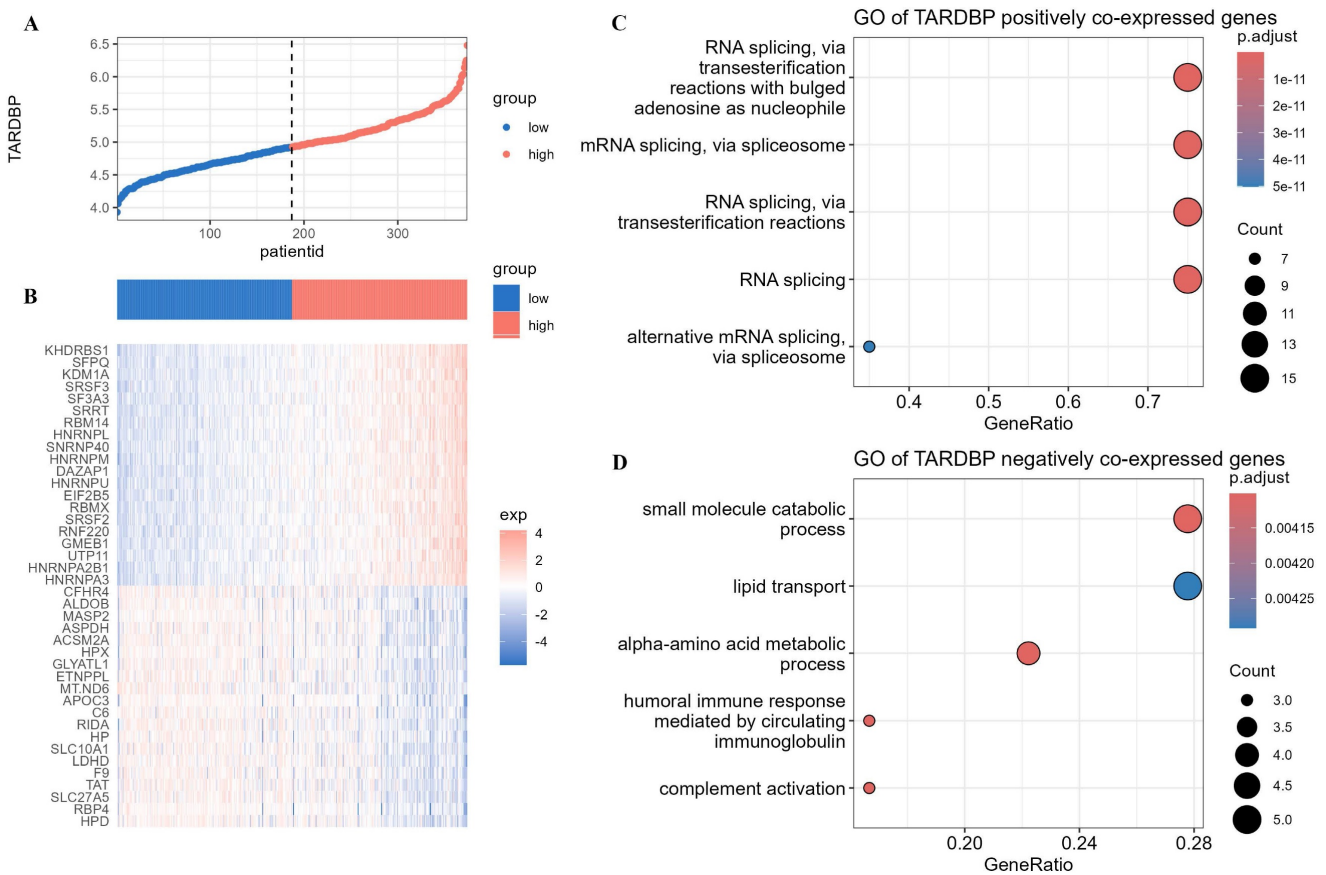 A
TARDBP
6.5
6.0
5.5
5.0
4.5
4.0
100
200
300
patientid
group
low
high
B
group
low
high
KHDRBS1
SFPQ
KDM1A
SRSF3
SF3A3
SRRT
RBM14
HNRNPL
SNRNP40
HNRNPM
DAZAP1
HNRNPU
EIF2B5
RBMX
SRSF2
RNF220
GMEB1
UTP11
HNRNPA2B1
HNRNPA3
CFHR4
ALDOB
MASP2
ASPDH
ACSM2A
HPX
GLYATL1
ETNPPL
MT.ND6
APOC3
C6
RIDA
HP
SLC10A1
LDHD
F9
TAT
SLC27A5
RBP4
HPD
exp
4
2
0
-2
-4
C
GO of TARDBP positively co-expressed genes
RNA splicing, via
transesterification
reactions with bulged
adenosine as nucleophile
mRNA splicing, via spliceosome
RNA splicing, via
transesterification reactions
RNA splicing
alternative mRNA splicing,
via spliceosome
0.4
0.5
0.6
0.7
GeneRatio
p.adjust
1e-11
2e-11
3e-11
4e-11
5e-11
Count
7
9
11
13
15
D
GO of TARDBP negatively co-expressed genes
small molecule catabolic
process
lipid transport
alpha-amino acid metabolic
process
humoral immune response
mediated by circulating
immunoglobulin
complement activation
0.20
0.24
0.28
GeneRatio
p.adjust
0.00415
0.00420
0.00425
Count
3.0
3.5
4.0
4.5
5.0